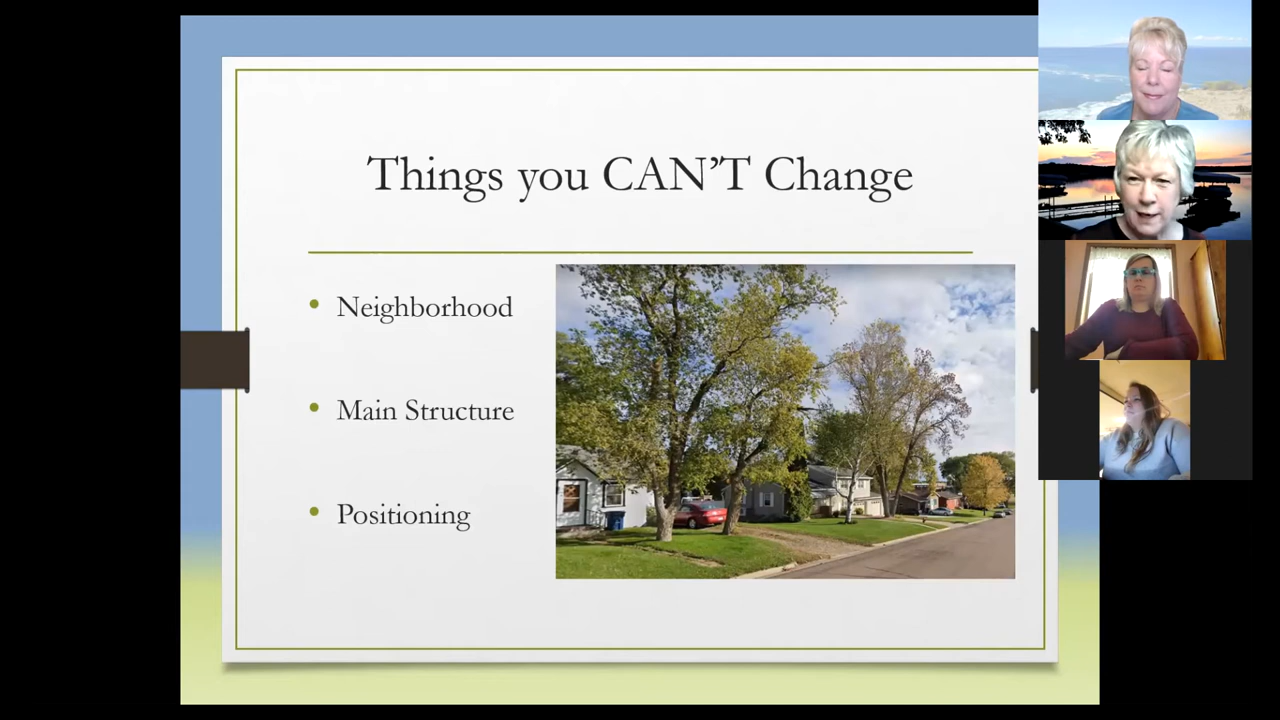 Things you CAN’T Change
• Neighborhood
• Main Structure
• Positioning